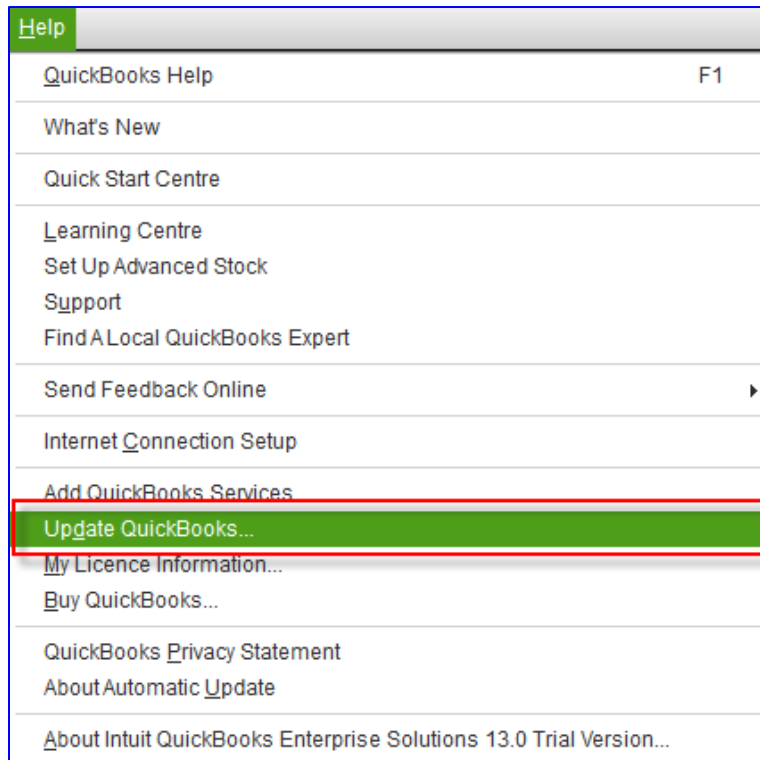 Help
QuickBooks Help F1
What's New
Quick Start Centre
Learning Centre
Set Up Advanced Stock
Support
Find A Local QuickBooks Expert
Send Feedback Online
Internet Connection Setup
Add QuickBooks Services
Update QuickBooks...
My Licence Information...
Buy QuickBooks...
QuickBooks Privacy Statement
About Automatic Update
About Intuit QuickBooks Enterprise Solutions 13.0 Trial Version...